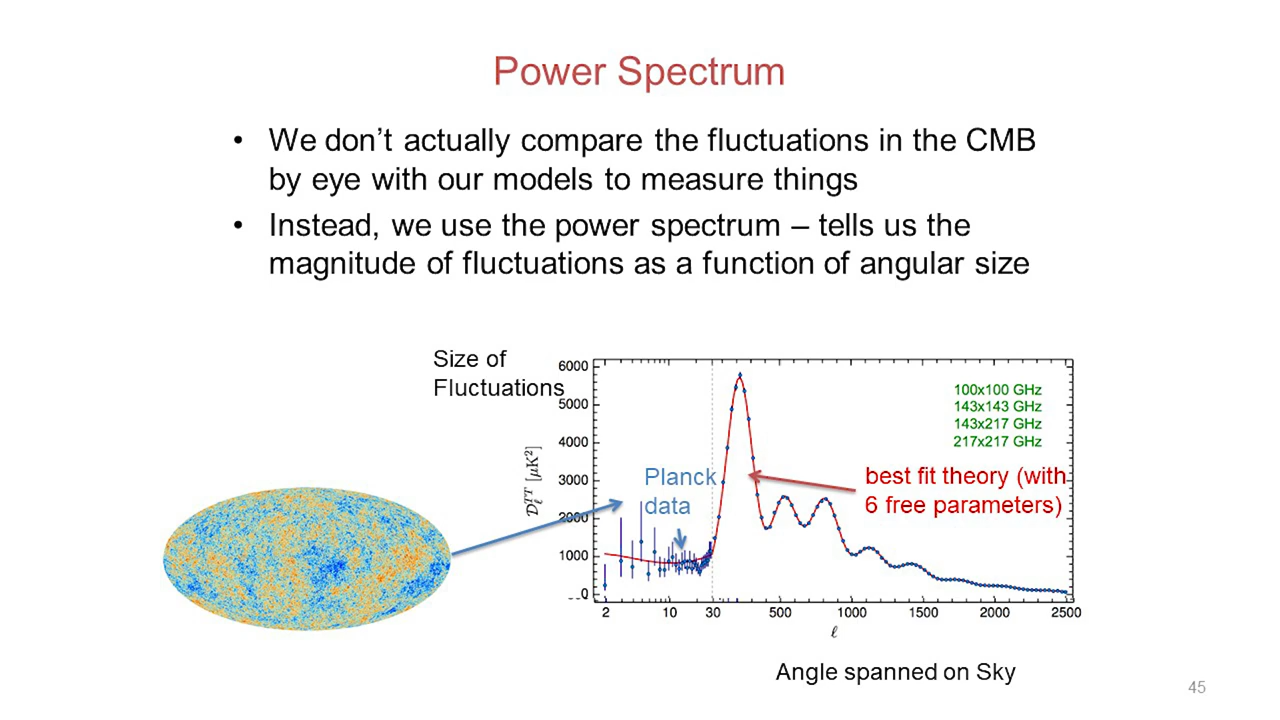 Power Spectrum
• We don’t actually compare the fluctuations in the CMB
by eye with our models to measure things
• Instead, we use the power spectrum – tells us the
magnitude of fluctuations as a function of angular size
Size of
Fluctuations
6000
5000
4000
3000
2000
1000
0
𝒟ℓᵀᵀ [μK²]
100x100 GHz
143x143 GHz
143x217 GHz
217x217 GHz
Planck
data
best fit theory (with
6 free parameters)
2 10 30 500 1000 1500 2000 2500
ℓ
Angle spanned on Sky
45